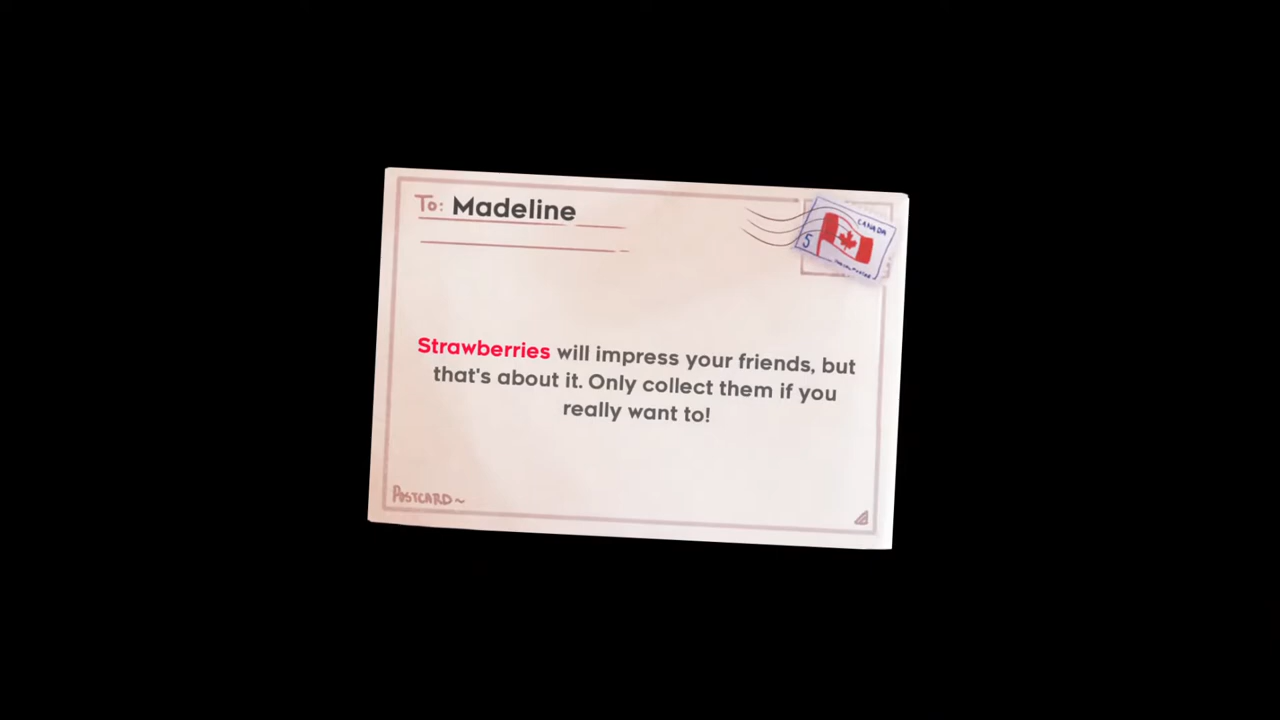 To: Madeline
CANADA
5
Strawberries will impress your friends, but
that's about it. Only collect them if you
really want to!
POSTCARD~